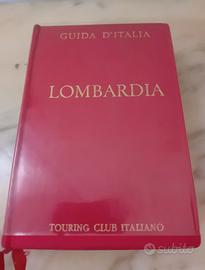 GUIDA D'ITALIA
LOMBARDIA
TOURING CLUB ITALIANO
subito